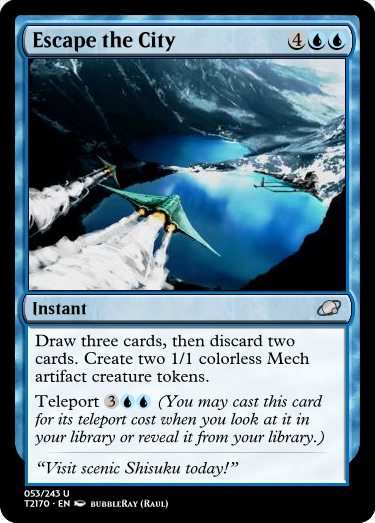 Escape the City 4
Instant
Draw three cards, then discard two
cards. Create two 1/1 colorless Mech
artifact creature tokens.
Teleport 3 (You may cast this card
for its teleport cost when you look at it in
your library or reveal it from your library.)
“Visit scenic Shisuku today!”
053/243 U
T2170 • EN BUBBLERAY (RAUL)